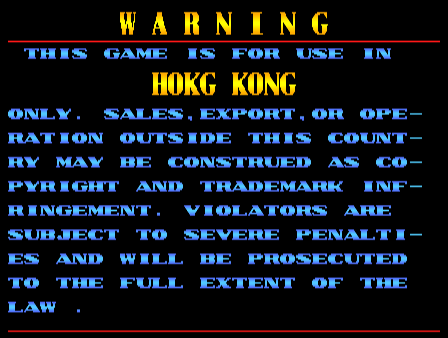 WARNING
THIS GAME IS FOR USE IN
HOKG KONG
ONLY. SALES,EXPORT,OR OPE-
RATION OUTSIDE THIS COUNT-
RY MAY BE CONSTRUED AS CO-
PYRIGHT AND TRADEMARK INF-
RINGEMENT. VIOLATORS ARE
SUBJECT TO SEVERE PENALTI-
ES AND WILL BE PROSECUTED
TO THE FULL EXTENT OF THE
LAW .